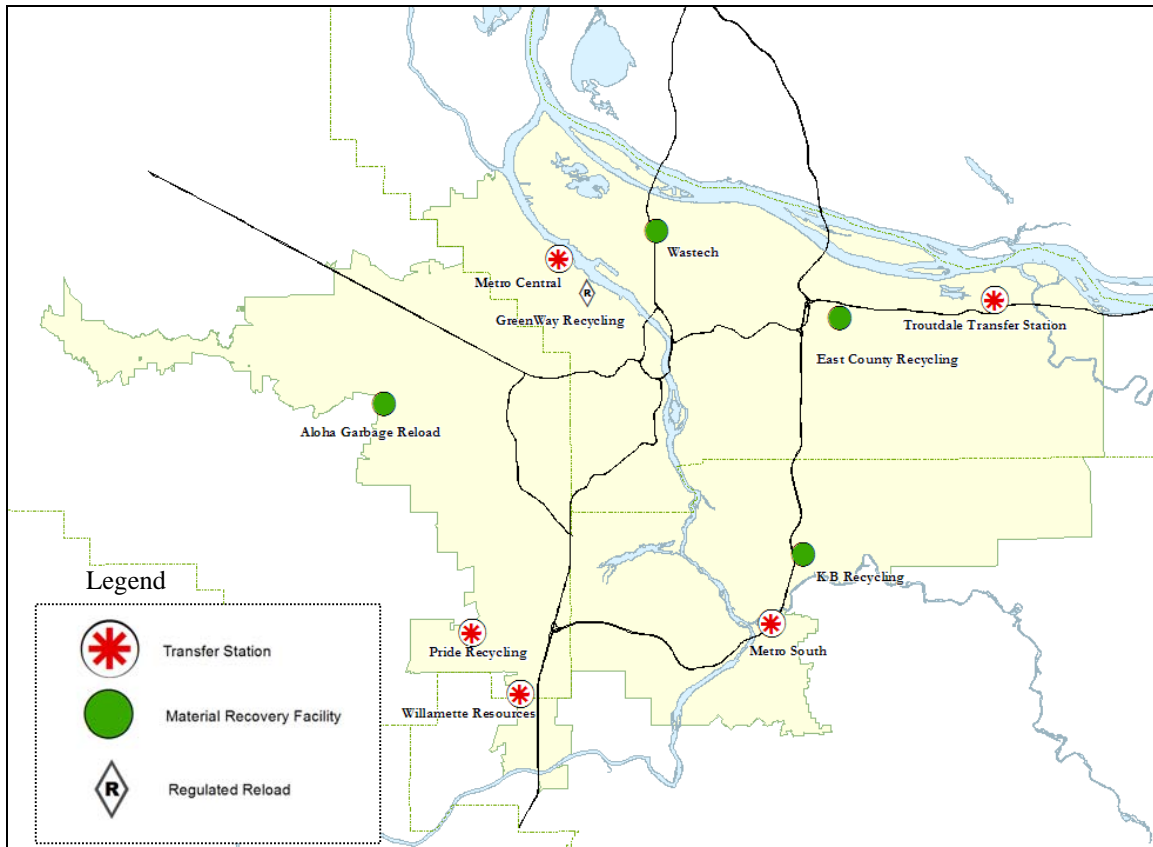 Wastech
Metro Central
R
GreenWay Recycling
Troutdale Transfer Station
East County Recycling
Aloha Garbage Reload
K B Recycling
Pride Recycling
Metro South
Willamette Resources
Legend
Transfer Station
Material Recovery Facility
R
Regulated Reload